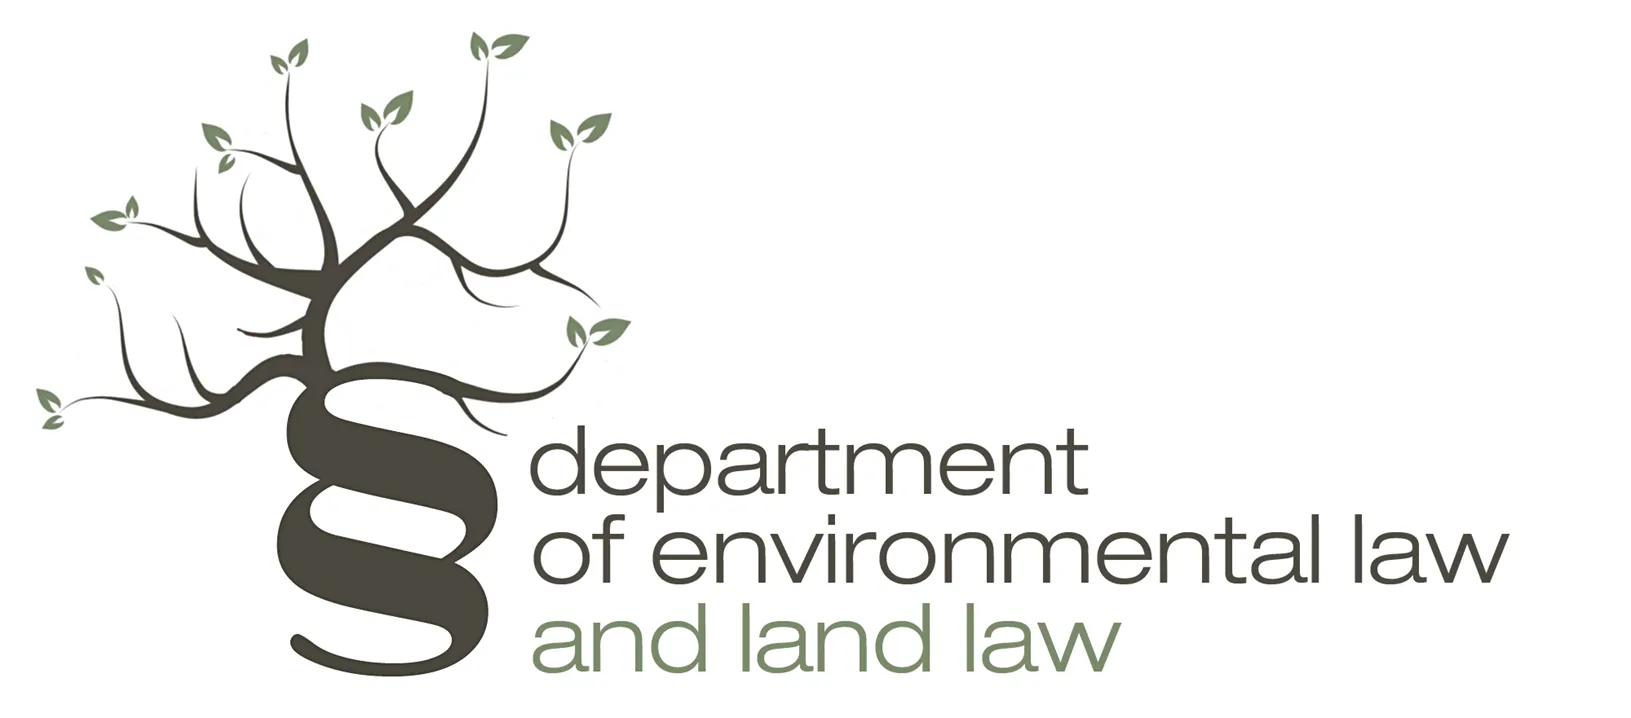 §
department
of environmental law
and land law